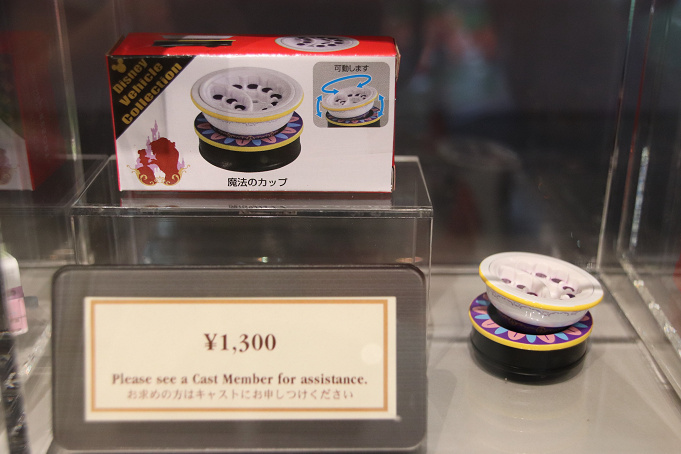 Disney
Vehicle
Collection
可動します
魔法のカップ
¥1,300
Please see a Cast Member for assistance.
お求めの方はキャストにお申しつけください